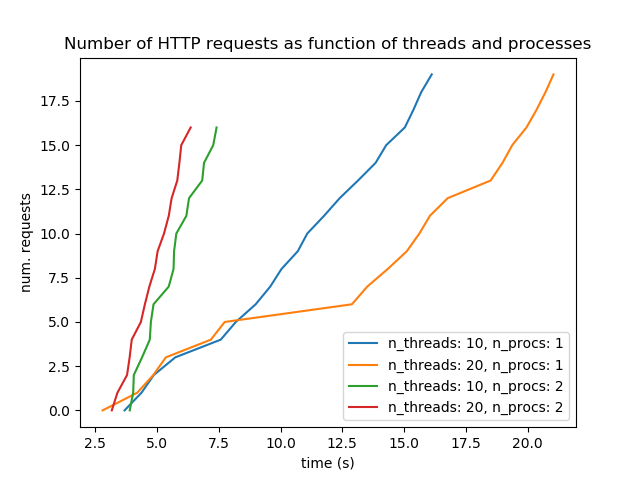 Number of HTTP requests as function of threads and processes
17.5
15.0
12.5
10.0
7.5
5.0
2.5
0.0
num. requests
n_threads: 10, n_procs: 1
n_threads: 20, n_procs: 1
n_threads: 10, n_procs: 2
n_threads: 20, n_procs: 2
2.5 5.0 7.5 10.0 12.5 15.0 17.5 20.0
time (s)